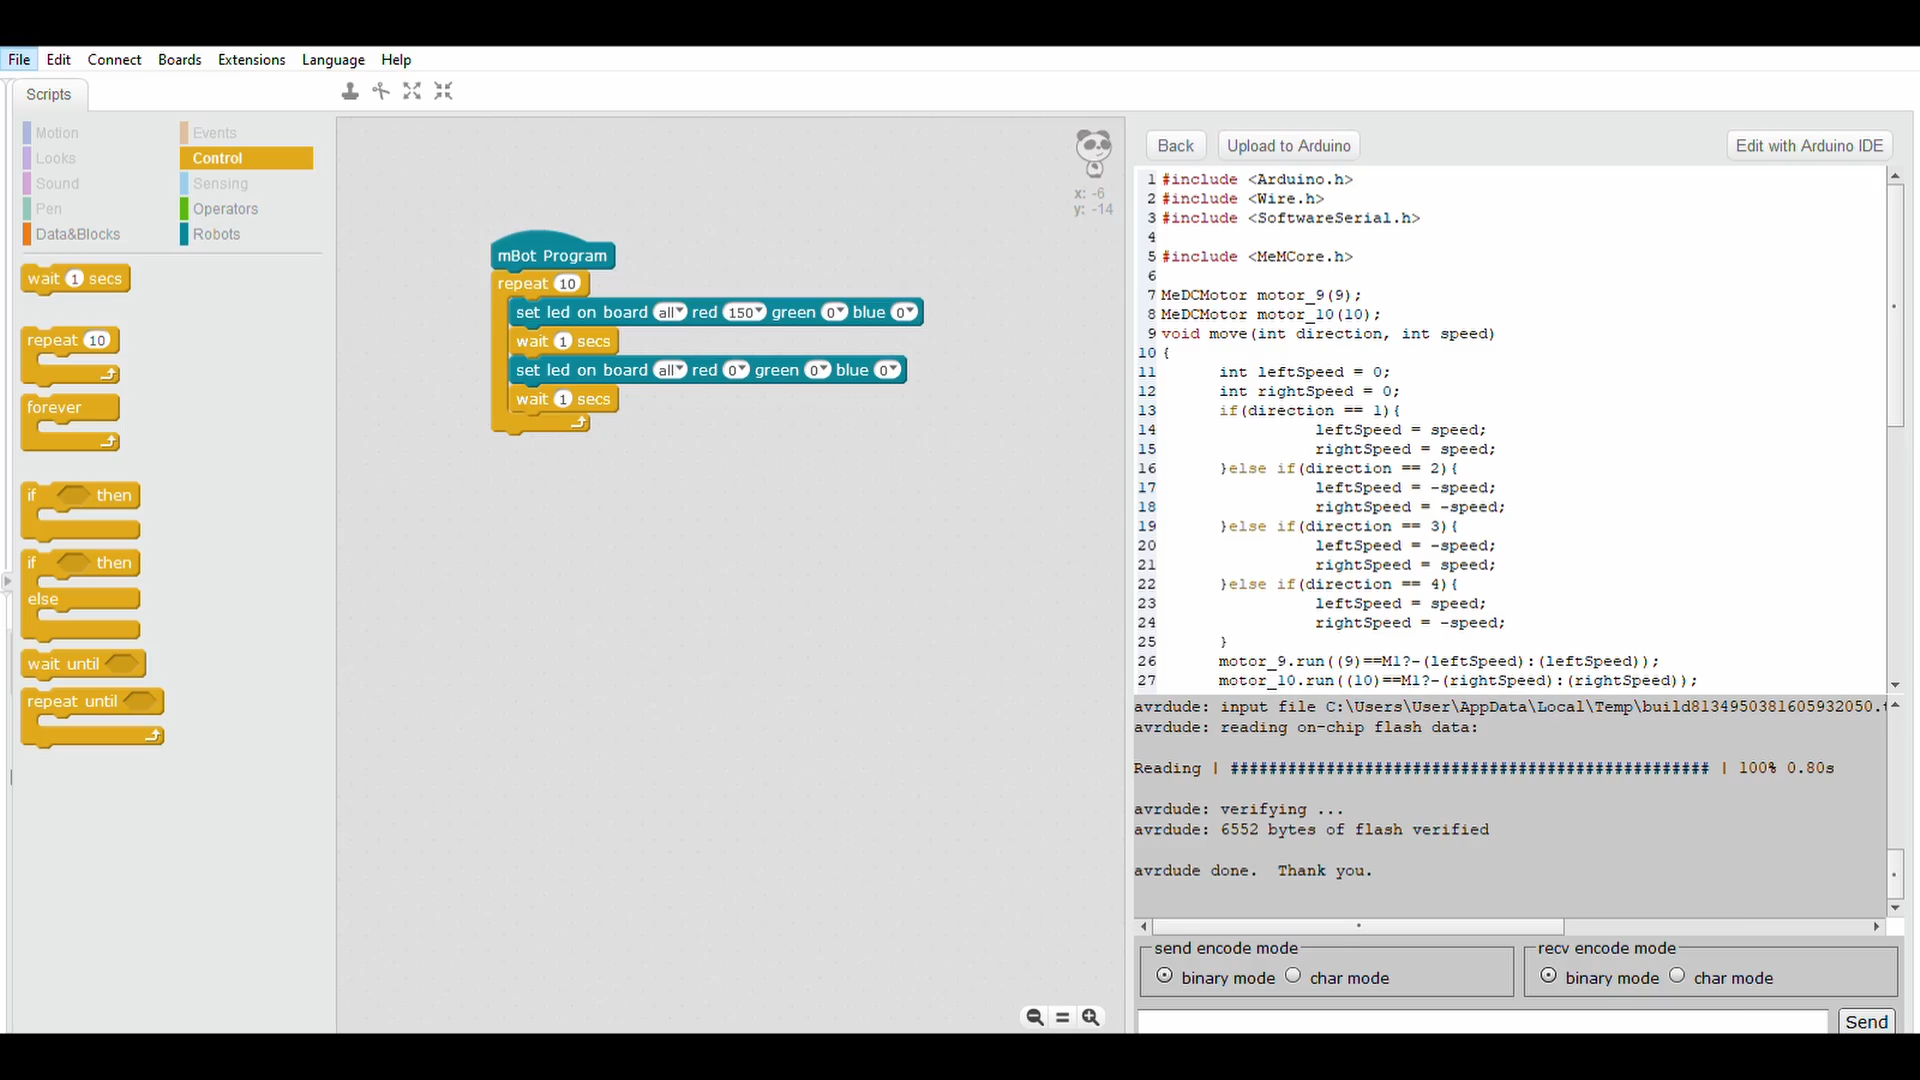 File Edit Connect Boards Extensions Language Help
Scripts
Motion
Looks
Sound
Pen
Data&Blocks
Events
Control
Sensing
Operators
Robots
wait 1 secs
repeat 10
forever
if then
if then
else
wait until
repeat until
mBot Program
repeat 10
set led on board all red 150 green 0 blue 0
wait 1 secs
set led on board all red 0 green 0 blue 0
wait 1 secs
x: -6
y: -14
Back Upload to Arduino Edit with Arduino IDE
1 #include <Arduino.h>
2 #include <Wire.h>
3 #include <SoftwareSerial.h>
4
5 #include <MeMCore.h>
6
7 MeDCMotor motor_9(9);
8 MeDCMotor motor_10(10);
9 void move(int direction, int speed)
10 {
11 int leftSpeed = 0;
12 int rightSpeed = 0;
13 if(direction == 1){
14 leftSpeed = speed;
15 rightSpeed = speed;
16 }else if(direction == 2){
17 leftSpeed = -speed;
18 rightSpeed = -speed;
19 }else if(direction == 3){
20 leftSpeed = -speed;
21 rightSpeed = speed;
22 }else if(direction == 4){
23 leftSpeed = speed;
24 rightSpeed = -speed;
25 }
26 motor_9.run((9)==M1?-(leftSpeed):(leftSpeed));
27 motor_10.run((10)==M1?-(rightSpeed):(rightSpeed));
avrdude: input file C:\Users\User\AppData\Local\Temp\build8134950381605932050.
avrdude: reading on-chip flash data:
Reading | ################################################## | 100% 0.80s
avrdude: verifying ...
avrdude: 6552 bytes of flash verified
avrdude done. Thank you.
send encode mode
binary mode char mode
recv encode mode
binary mode char mode
Send